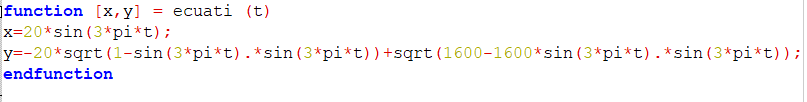 function [x,y] = ecuati (t)
x=20*sin(3*pi*t);
y=-20*sqrt(1-sin(3*pi*t).*sin(3*pi*t))+sqrt(1600-1600*sin(3*pi*t).*sin(3*pi*t));
endfunction